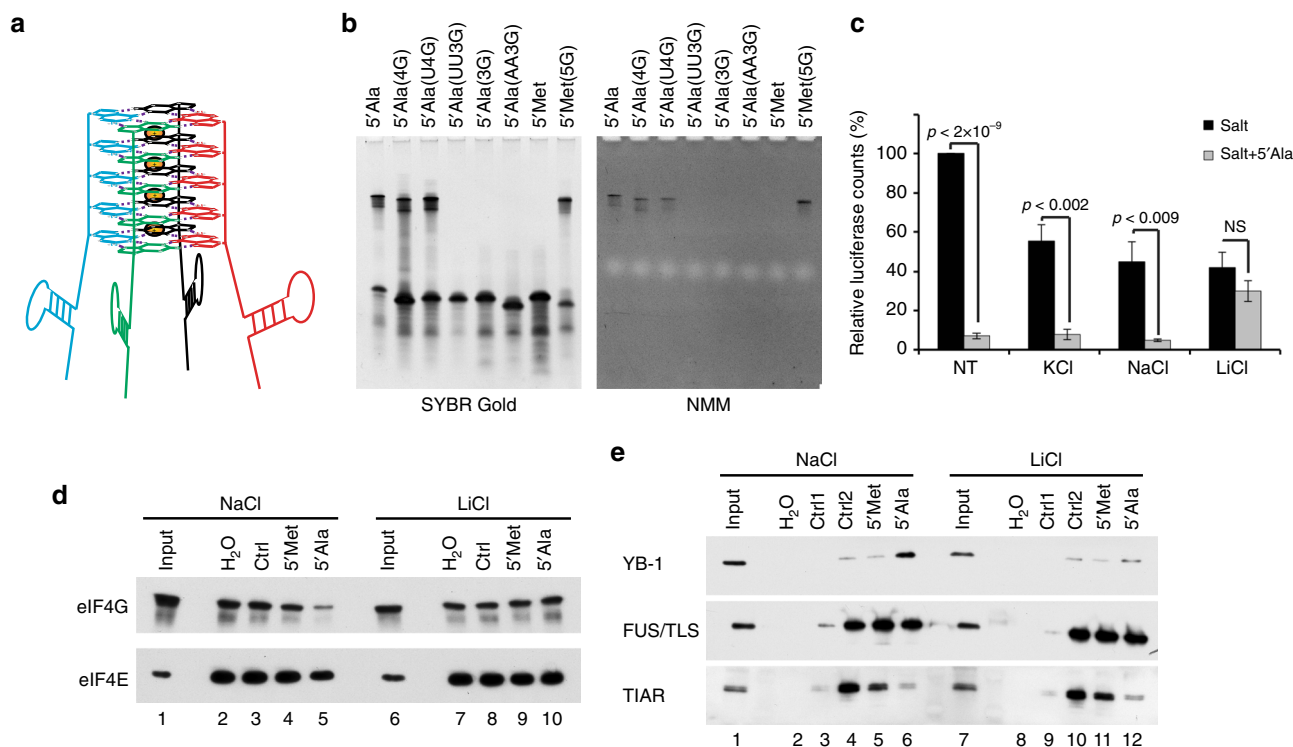 a
b
5′Ala
5′Ala(4G)
5′Ala(U4G)
5′Ala(UU3G)
5′Ala(3G)
5′Ala(AA3G)
5′Met
5′Met(5G)
5′Ala
5′Ala(4G)
5′Ala(U4G)
5′Ala(UU3G)
5′Ala(3G)
5′Ala(AA3G)
5′Met
5′Met(5G)
SYBR Gold
NMM
c
Relative luciferase counts (%)
100
80
60
40
20
0
p < 2×10⁻⁹
p < 0.002
p < 0.009
NS
Salt
Salt+5′Ala
NT
KCl
NaCl
LiCl
d
NaCl
LiCl
Input
H₂O
Ctrl
5′Met
5′Ala
Input
H₂O
Ctrl
5′Met
5′Ala
eIF4G
eIF4E
1 2 3 4 5 6 7 8 9 10
e
NaCl
LiCl
Input
H₂O
Ctrl1
Ctrl2
5′Met
5′Ala
Input
H₂O
Ctrl1
Ctrl2
5′Met
5′Ala
YB-1
FUS/TLS
TIAR
1 2 3 4 5 6 7 8 9 10 11 12